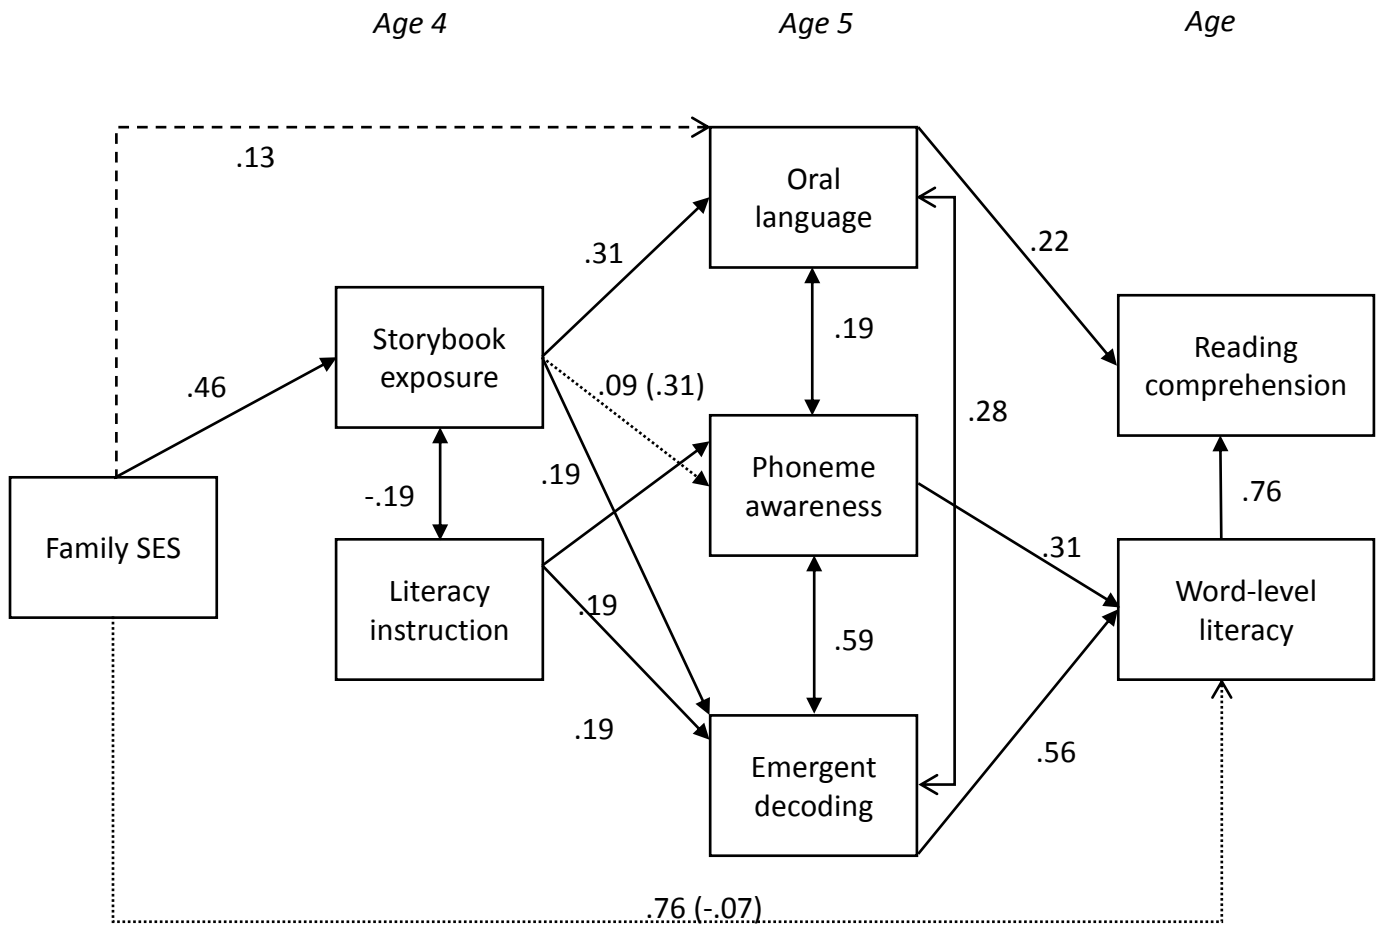 Age 4
Age 5
Age
.13
Oral
language
.31
.22
Storybook
exposure
.19
Reading
comprehension
.46
.09 (.31)
.28
.19
Phoneme
awareness
-.19
.76
Family SES
.31
Literacy
instruction
.19
Word-level
literacy
.59
.19
.56
Emergent
decoding
.76 (-.07)